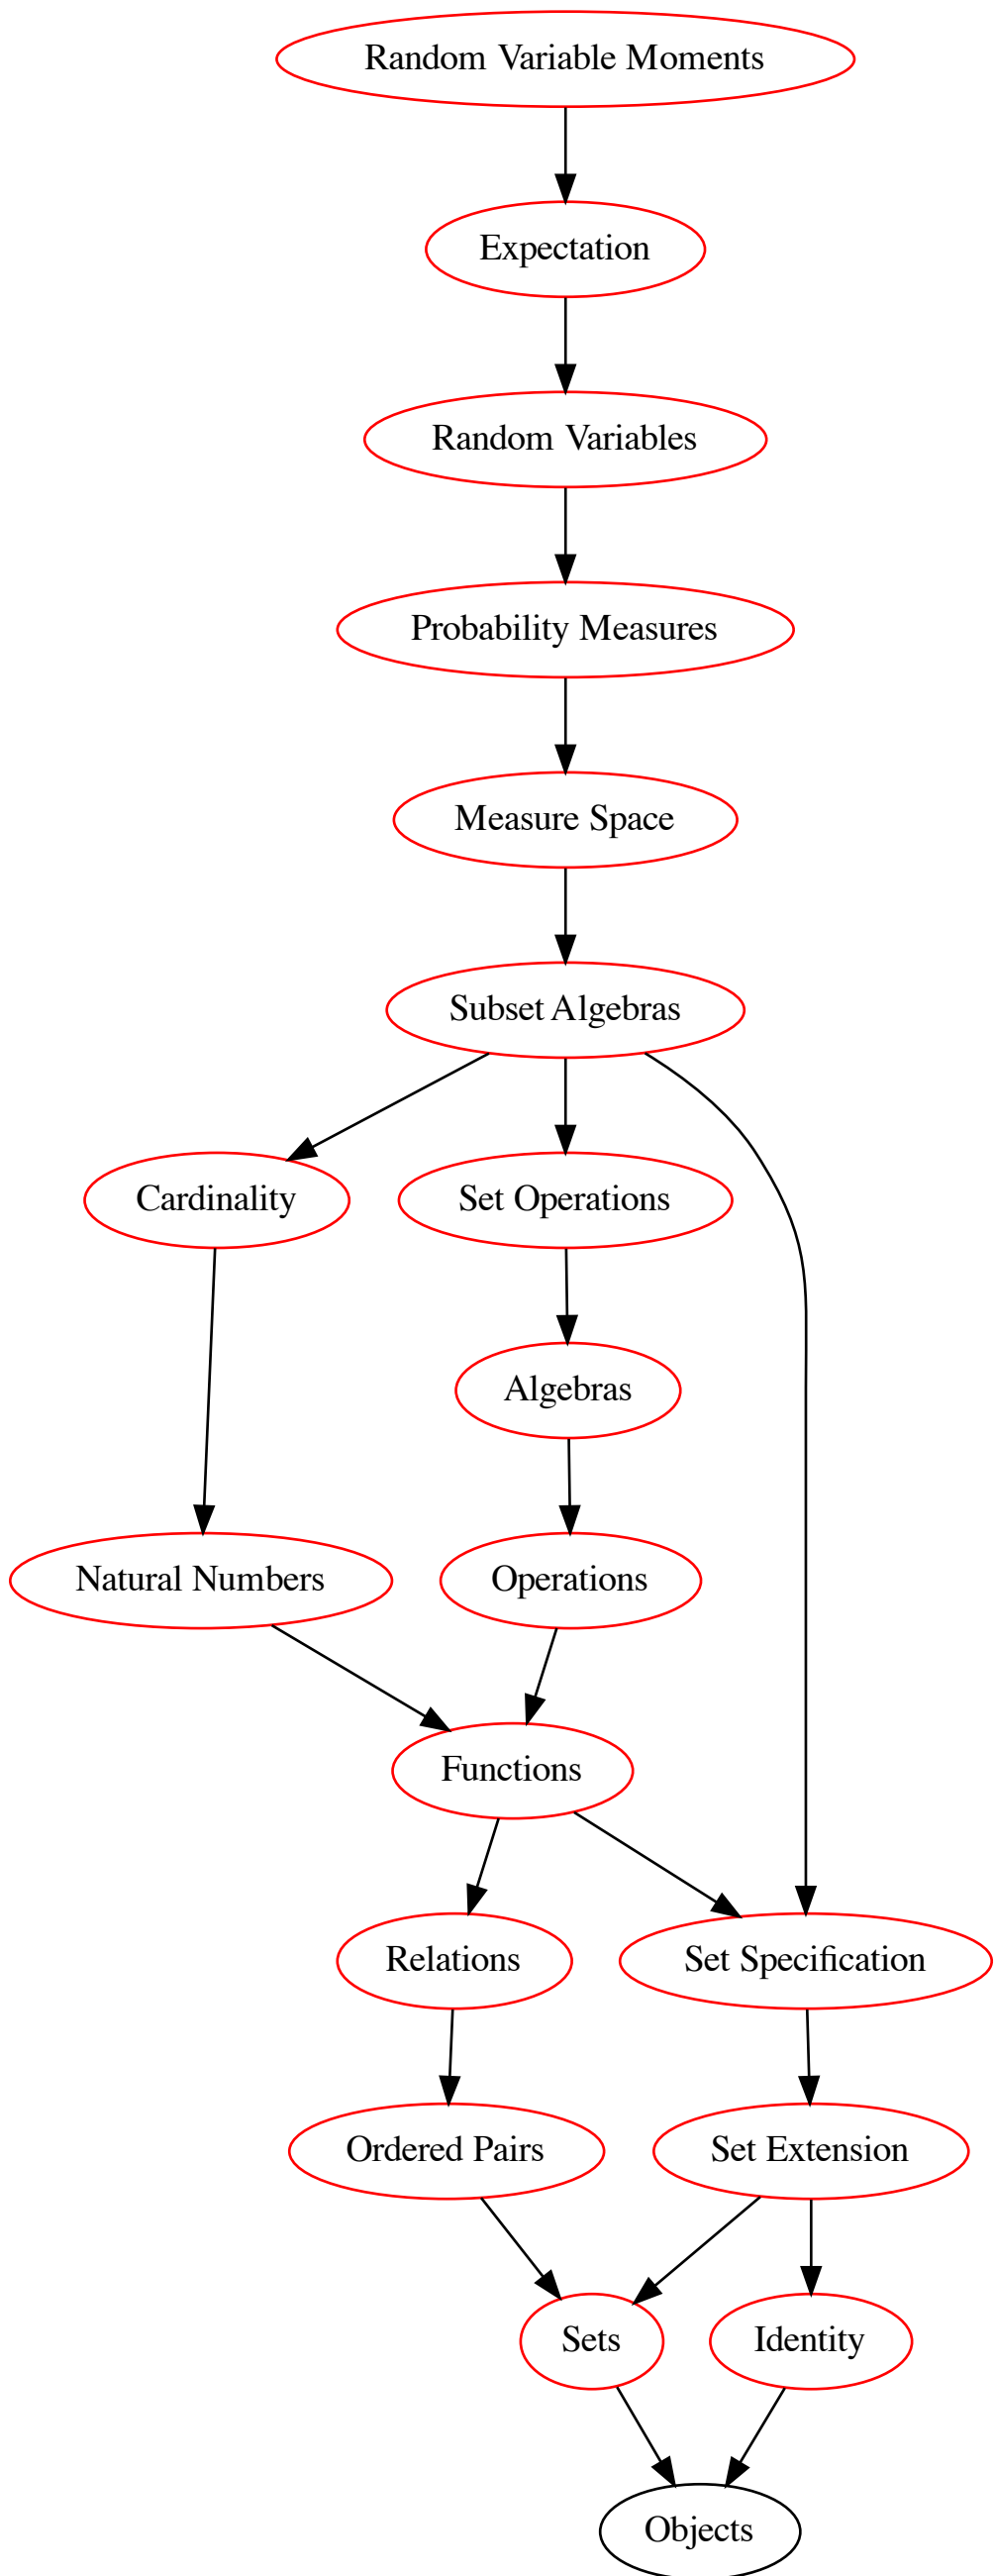 Random Variable Moments
Expectation
Random Variables
Probability Measures
Measure Space
Subset Algebras
Cardinality
Set Operations
Algebras
Natural Numbers
Operations
Functions
Relations
Set Specification
Ordered Pairs
Set Extension
Sets
Identity
Objects